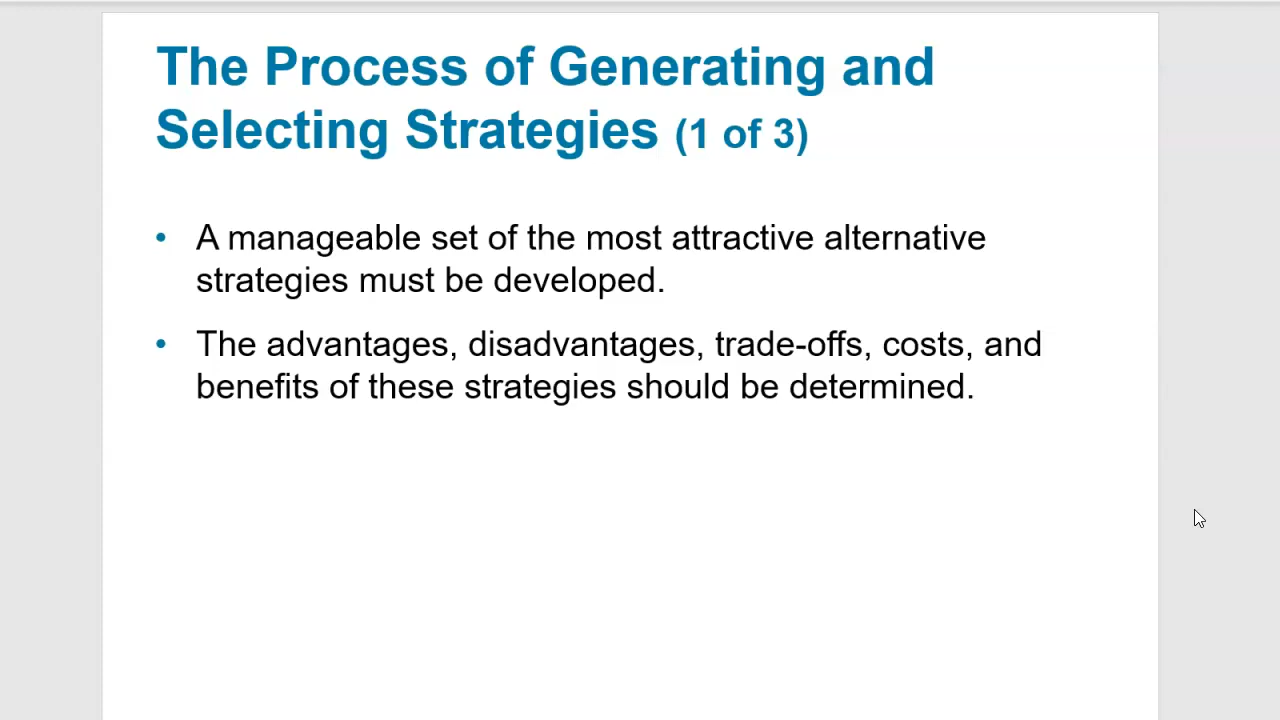 The Process of Generating and
Selecting Strategies (1 of 3)
• A manageable set of the most attractive alternative
strategies must be developed.
• The advantages, disadvantages, trade-offs, costs, and
benefits of these strategies should be determined.